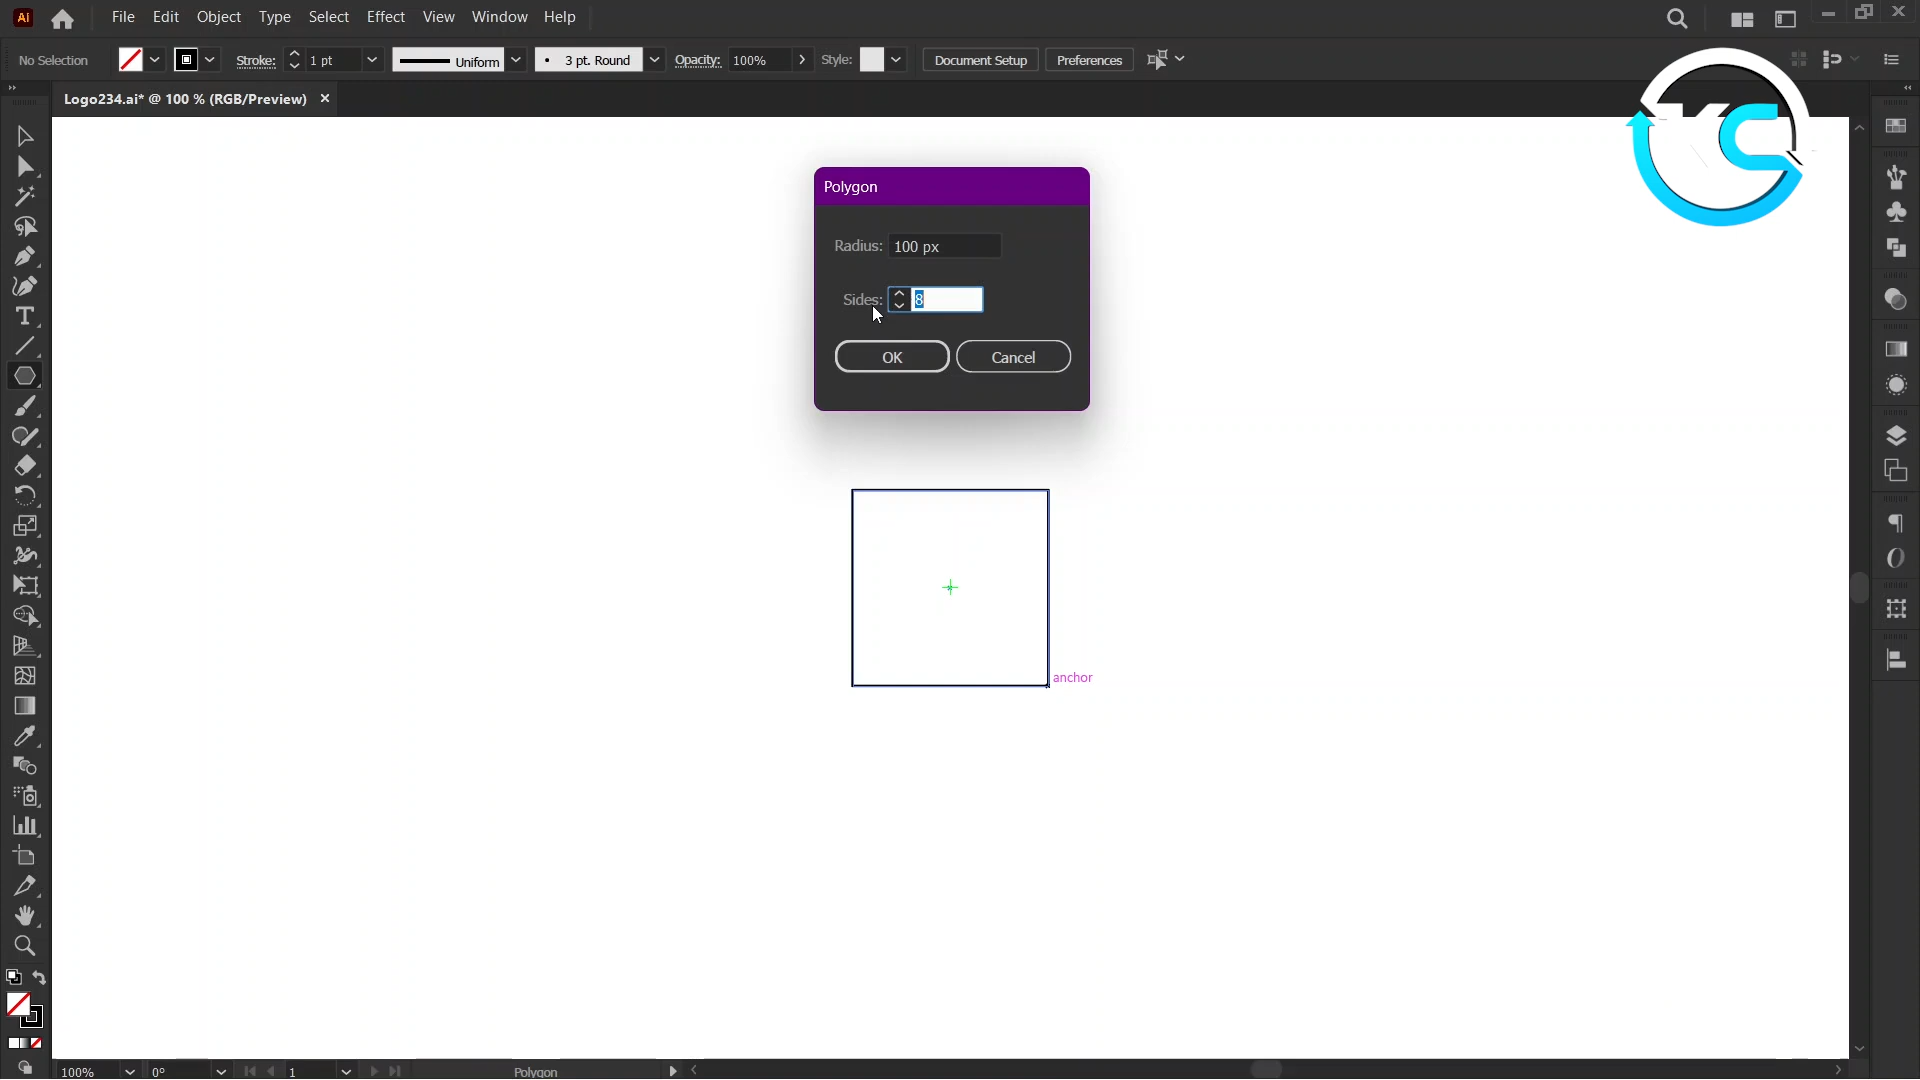 Ai File Edit Object Type Select Effect View Window Help
No Selection Stroke: 1 pt Uniform 3 pt. Round Opacity: 100% Style: Document Setup Preferences
Logo234.ai* @ 100 % (RGB/Preview)
KC
Polygon
Radius: 100 px
Sides: 8
OK Cancel
anchor
100% 0° 1 Polygon